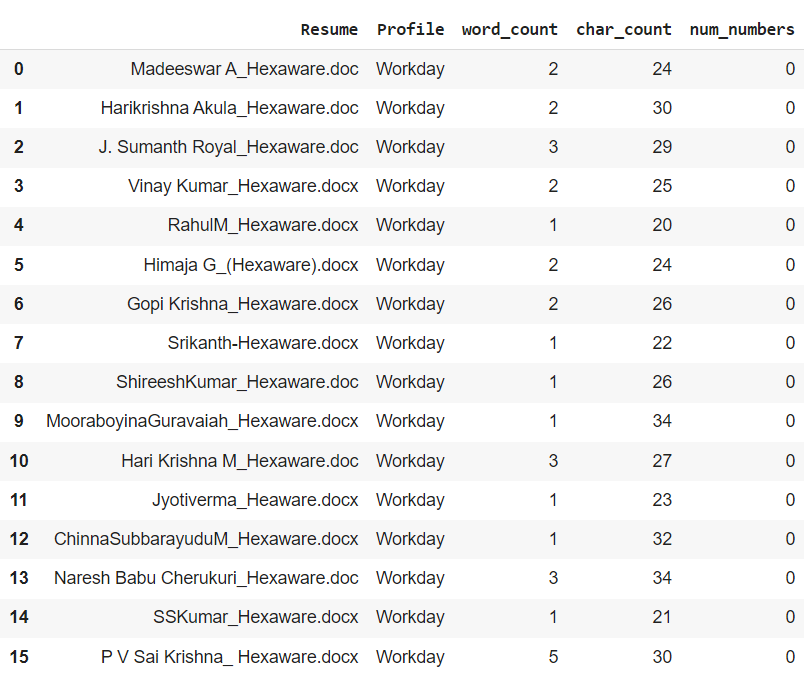 Resume Profile word_count char_count num_numbers
0 Madeeswar A_Hexaware.doc Workday 2 24 0
1 Harikrishna Akula_Hexaware.doc Workday 2 30 0
2 J. Sumanth Royal_Hexaware.doc Workday 3 29 0
3 Vinay Kumar_Hexaware.docx Workday 2 25 0
4 RahulM_Hexaware.docx Workday 1 20 0
5 Himaja G_(Hexaware).docx Workday 2 24 0
6 Gopi Krishna_Hexaware.docx Workday 2 26 0
7 Srikanth-Hexaware.docx Workday 1 22 0
8 ShireeshKumar_Hexaware.doc Workday 1 26 0
9 MooraboyinaGuravaiah_Hexaware.docx Workday 1 34 0
10 Hari Krishna M_Hexaware.doc Workday 3 27 0
11 Jyotiverma_Heaware.docx Workday 1 23 0
12 ChinnaSubbarayuduM_Hexaware.docx Workday 1 32 0
13 Naresh Babu Cherukuri_Hexaware.doc Workday 3 34 0
14 SSKumar_Hexaware.docx Workday 1 21 0
15 P V Sai Krishna_ Hexaware.docx Workday 5 30 0